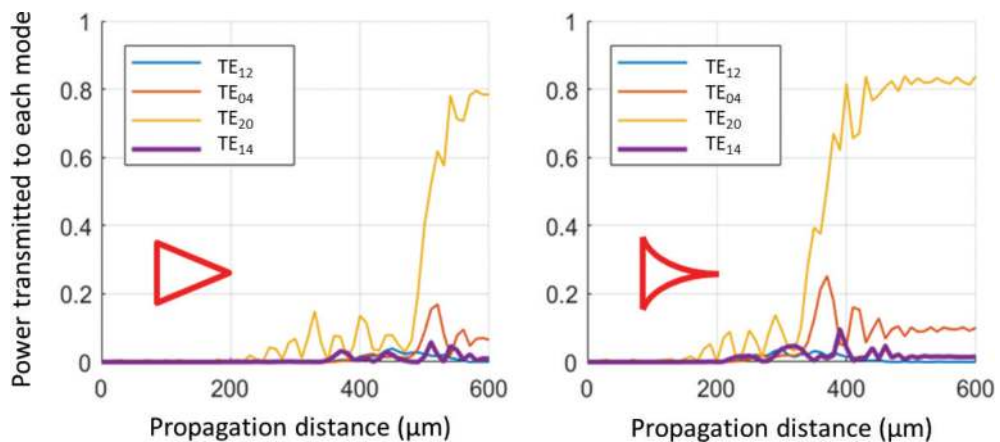 Power transmitted to each mode
1
0.8
0.6
0.4
0.2
0
TE₁₂
TE₀₄
TE₂₀
TE₁₄
0 200 400 600
Propagation distance (μm)
1
0.8
0.6
0.4
0.2
0
TE₁₂
TE₀₄
TE₂₀
TE₁₄
0 200 400 600
Propagation distance (μm)